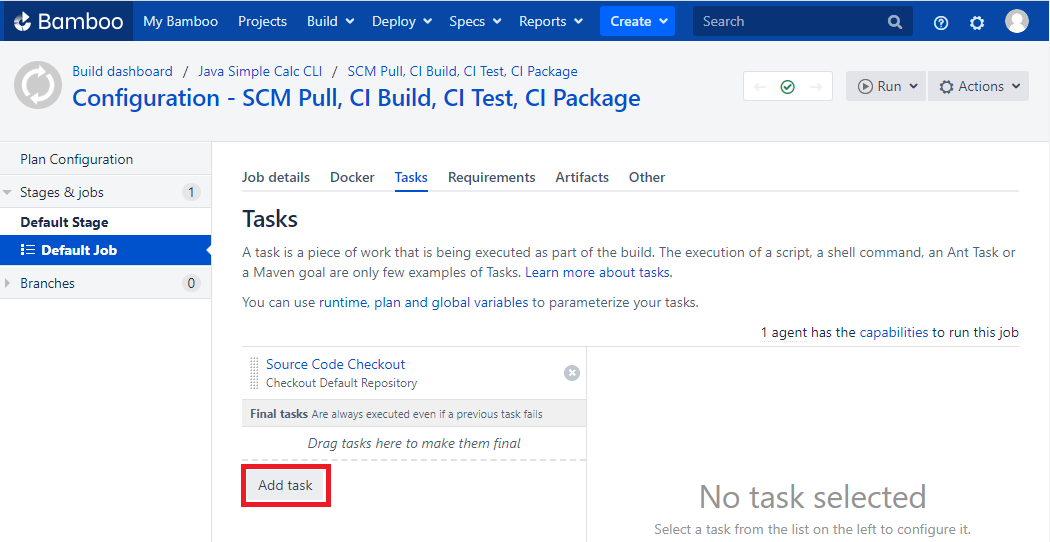 Bamboo My Bamboo Projects Build Deploy Specs Reports Create Search
Build dashboard / Java Simple Calc CLI / SCM Pull, CI Build, CI Test, CI Package
Configuration - SCM Pull, CI Build, CI Test, CI Package
Run Actions
Plan Configuration
Stages & jobs 1
Default Stage
Default Job
Branches 0
Job details Docker Tasks Requirements Artifacts Other
Tasks
A task is a piece of work that is being executed as part of the build. The execution of a script, a shell command, an Ant Task or
a Maven goal are only few examples of Tasks. Learn more about tasks.
You can use runtime, plan and global variables to parameterize your tasks.
1 agent has the capabilities to run this job
Source Code Checkout
Checkout Default Repository
Final tasks Are always executed even if a previous task fails
Drag tasks here to make them final
Add task
No task selected
Select a task from the list on the left to configure it.